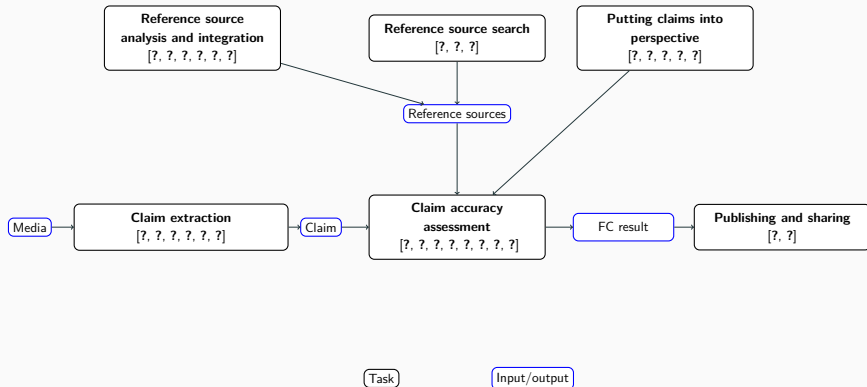 Reference source
analysis and integration
[?, ?, ?, ?, ?, ?]
Reference source search
[?, ?, ?]
Putting claims into
perspective
[?, ?, ?, ?, ?]
Reference sources
Media
Claim extraction
[?, ?, ?, ?, ?, ?]
Claim
Claim accuracy
assessment
[?, ?, ?, ?, ?, ?, ?, ?]
FC result
Publishing and sharing
[?, ?]
Task
Input/output